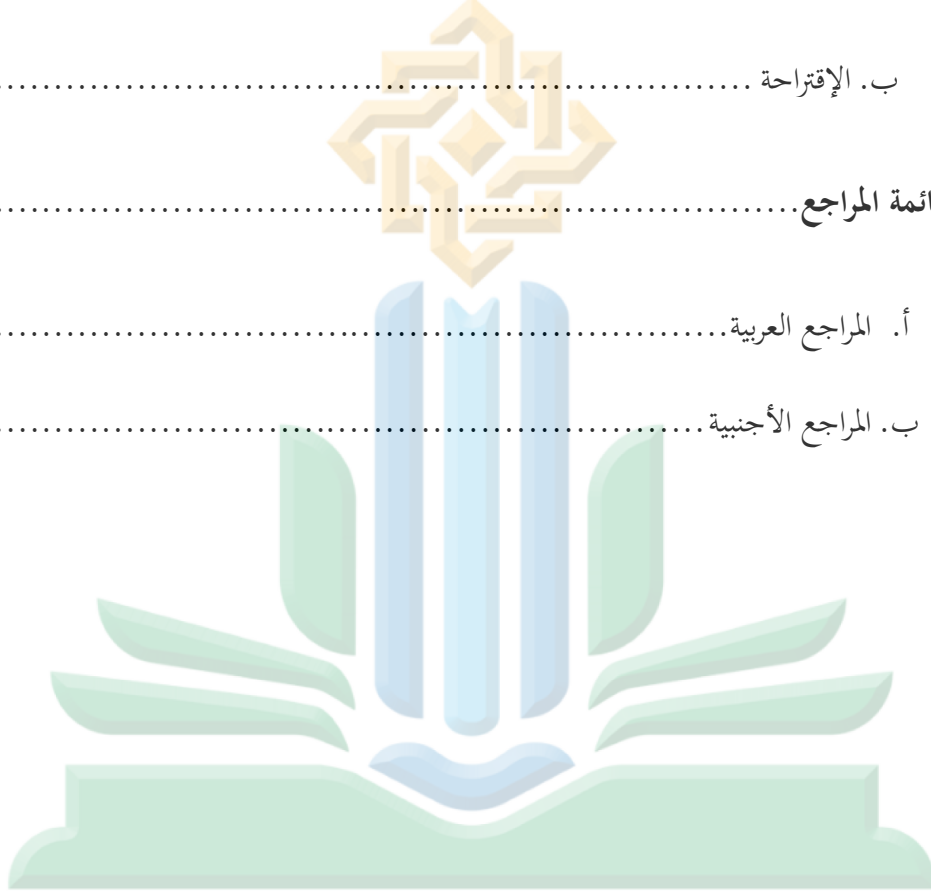 ب. الإقتراحة ................................................................
ائمة المراجع................................................................
أ. المراجع العربية................................................................
ب. المراجع الأجنبية................................................................